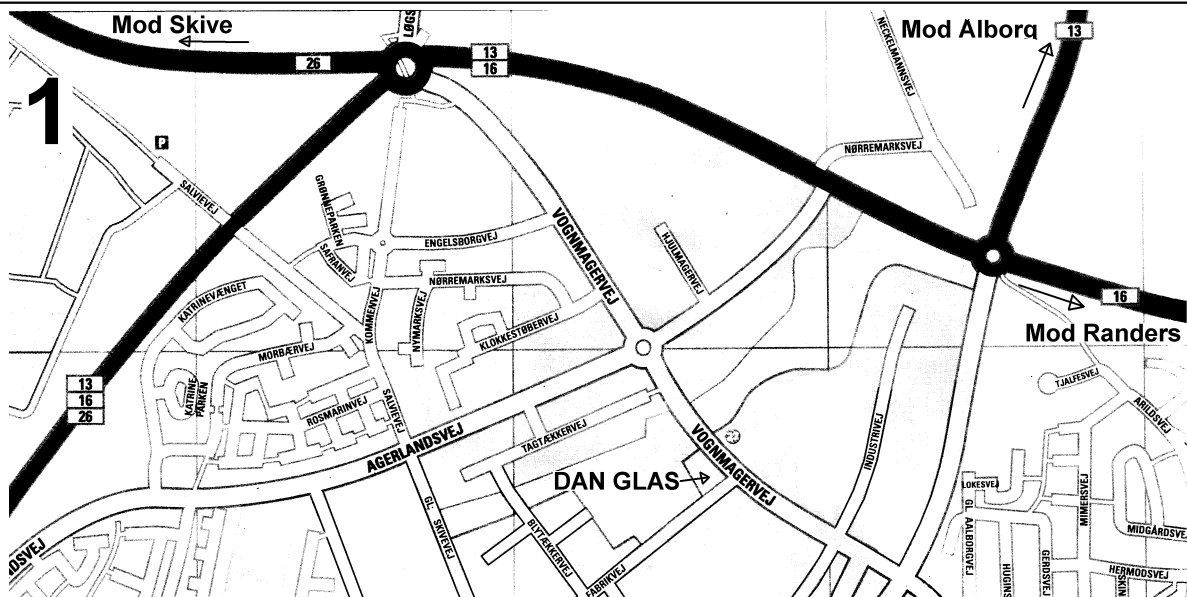 Mod Skive
LØGS
Mod Alborg
13
NECKELMANNSVEJ
26
13
16
1
P
NØRREMARKSVEJ
SALVIEVEJ
GRØNNEPARKEN
SAFRANVEJ
ENGELSBORGVEJ
VOGNMAGERVEJ
HJULMAGERVEJ
16
Mod Randers
KATRINEVÆNGET
NØRREMARKSVEJ
KOMMENVEJ
NYMARKSVEJ
KLOKKESTØBERVEJ
MORBÆRVEJ
13
16
26
KATRINE
PARKEN
ROSMARINVEJ
SALVIEVEJ
TJALFESVEJ
ARILDSVEJ
AGERLANDSVEJ
TAGTÆKKERVEJ
VOGNMAGERVEJ
INDUSTRIVEJ
DAN GLAS
LOKESVEJ
GL. AALBORGVEJ
MIMERSVEJ
MIDGÅRDSVEJ
GL. SKIVEVEJ
BLYTÆKKERVEJ
FABRIKVEJ
DSVEJ
HUGINS
GERDSVEJ
HERMODSVEJ
SKIN